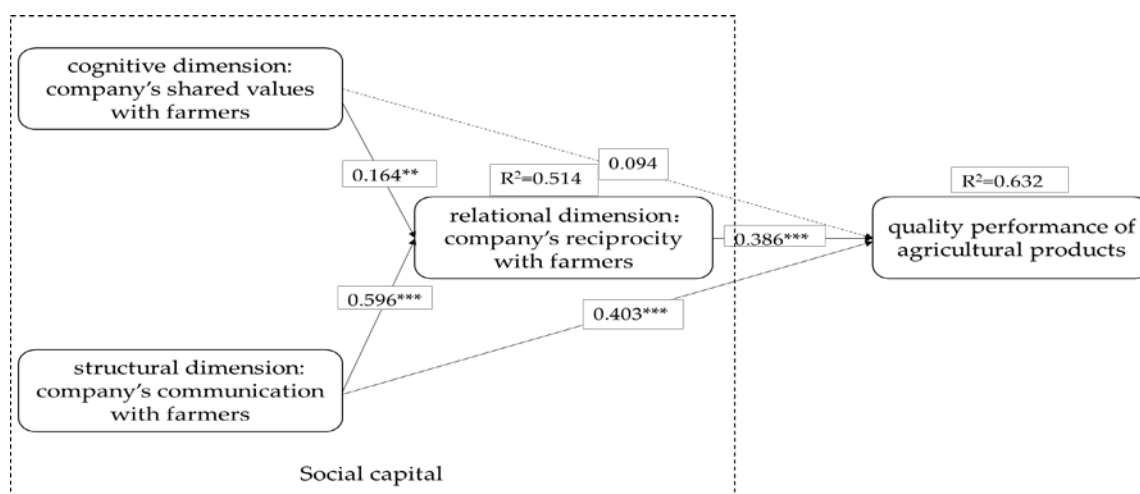 cognitive dimension:
company's shared values
with farmers
0.164**
R²=0.514
0.094
R²=0.632
relational dimension:
company's reciprocity
with farmers
0.386***
quality performance of
agricultural products
0.596***
0.403***
structural dimension:
company's communication
with farmers
Social capital